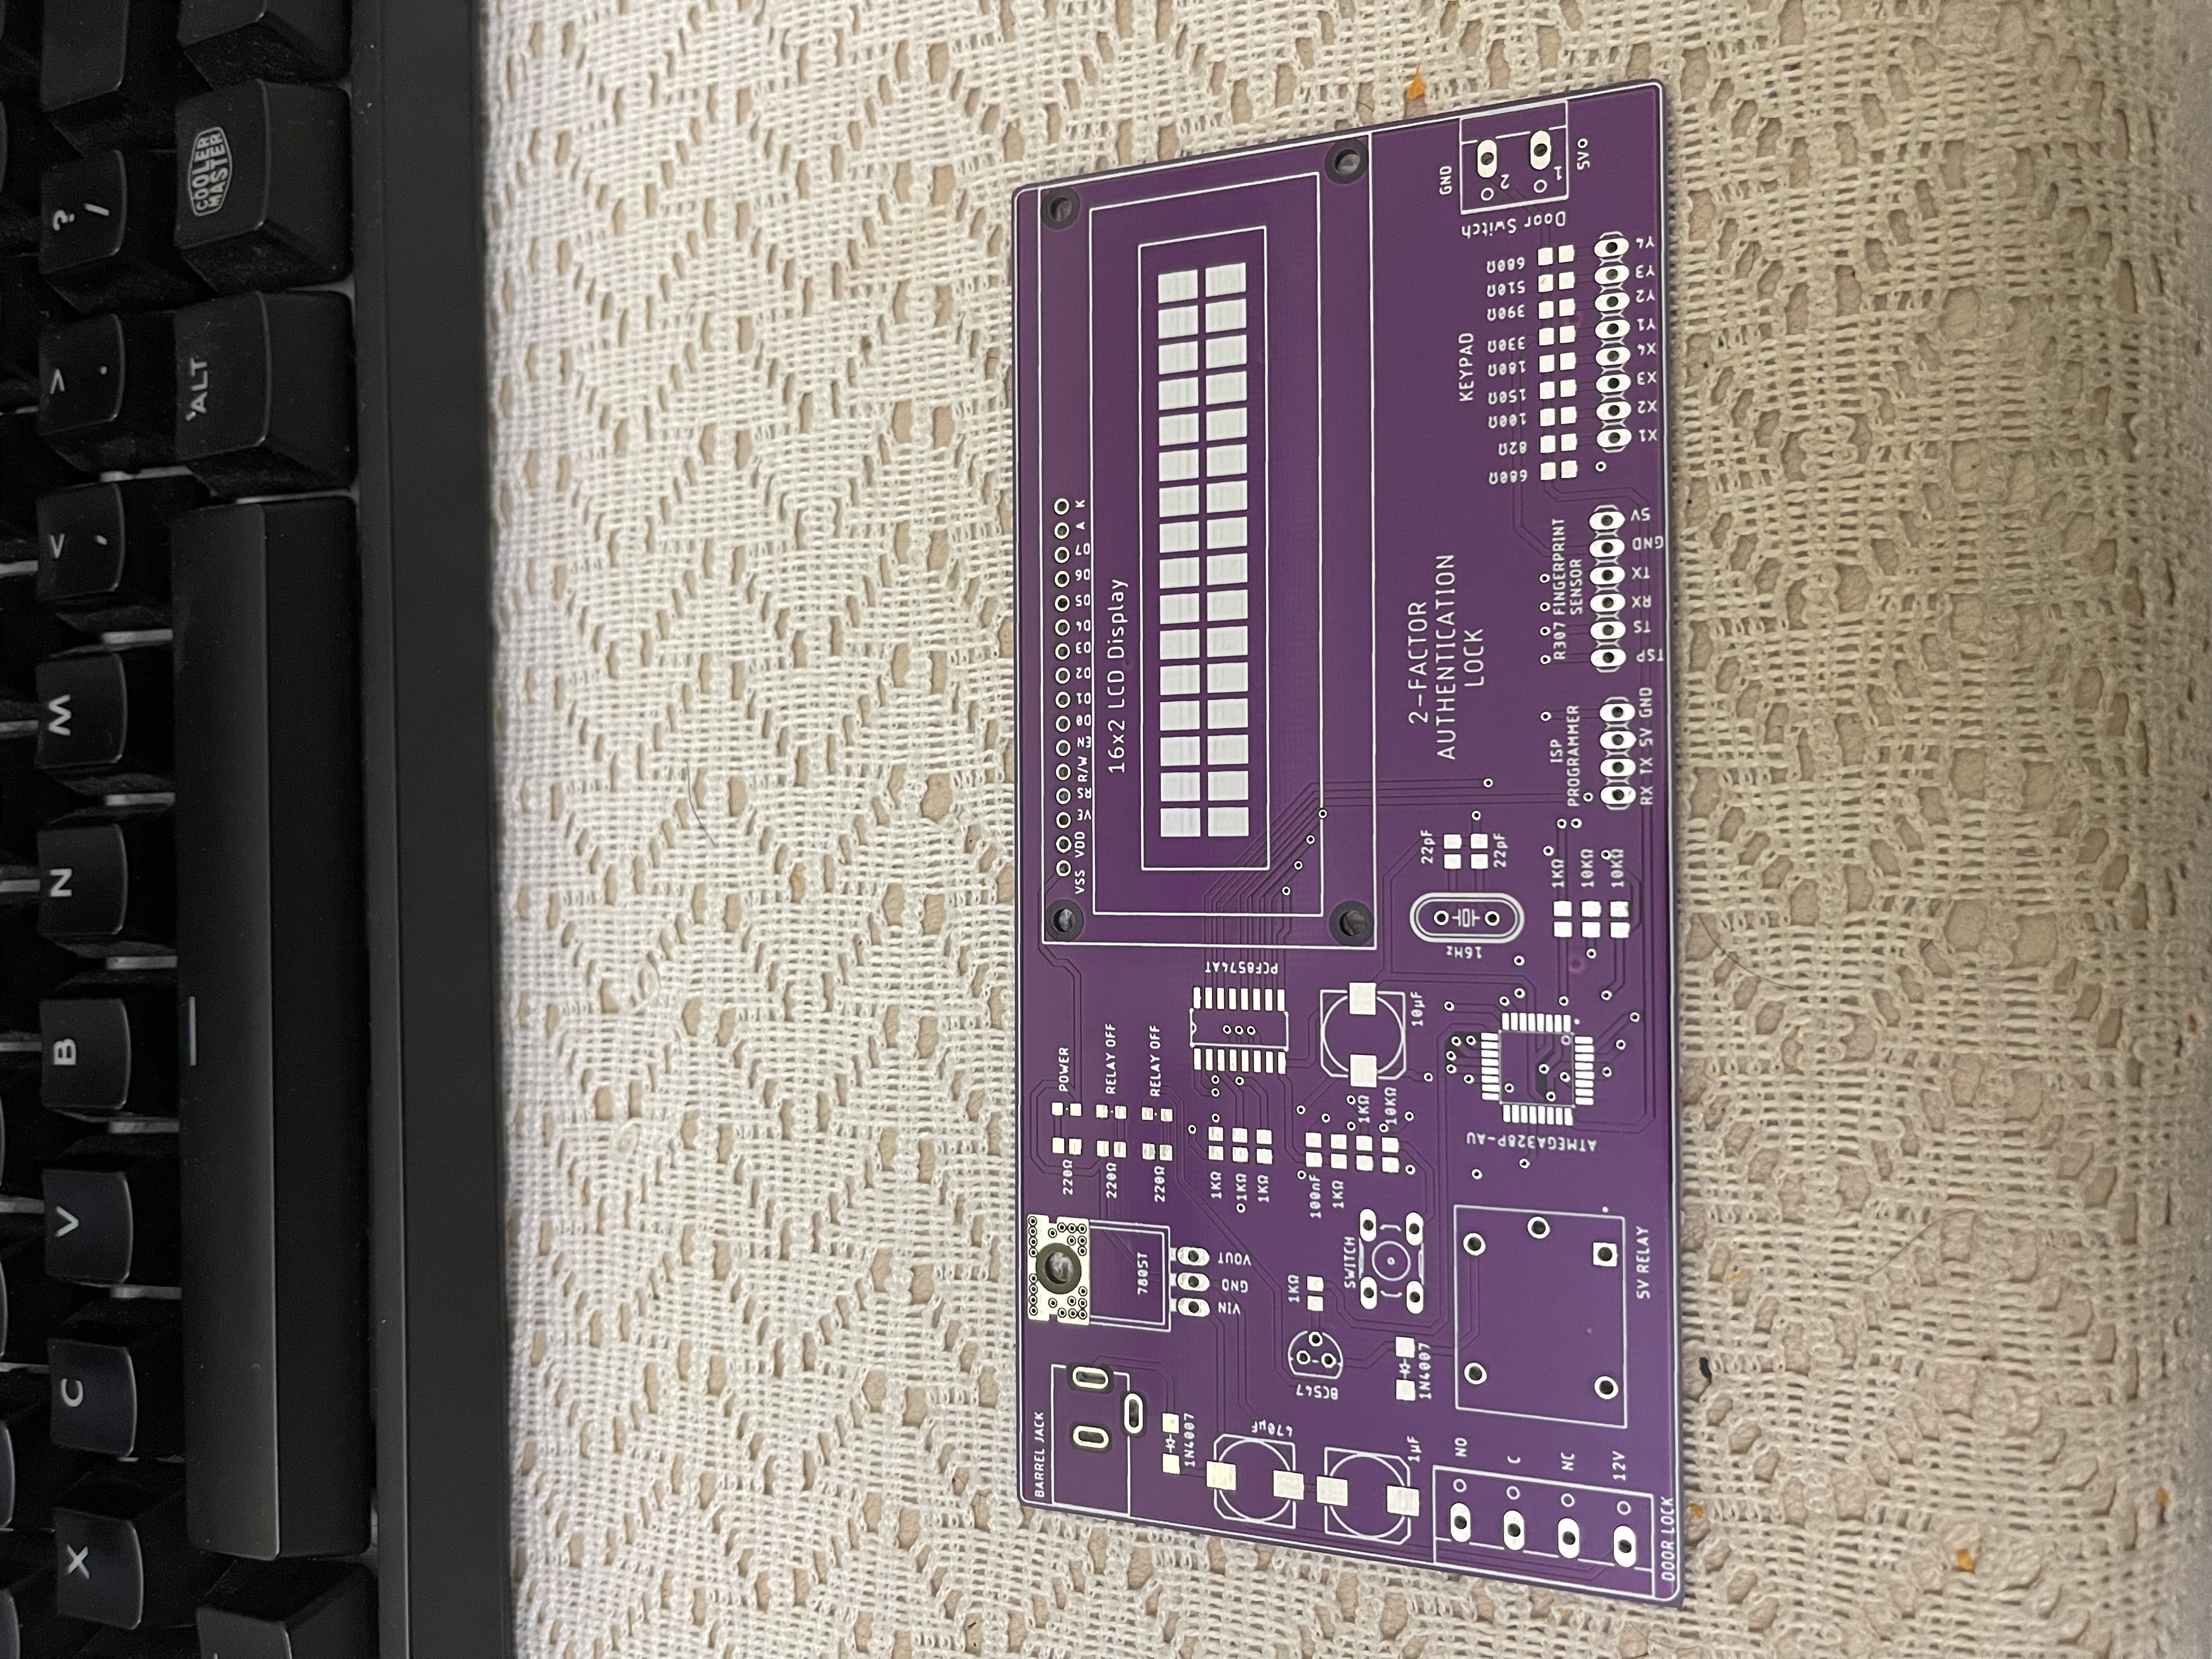 X C V B N M < , > . ? /
ALT COOLER MASTER
BARREL JACK
7805T
VIN GND VOUT
1N4007
470µF
1µF
BC547
1KΩ
SWITCH
1N4007
NO
C
NC
12V
DOOR LOCK
5V RELAY
220Ω POWER
220Ω RELAY OFF
220Ω RELAY OFF
1KΩ
1KΩ
1KΩ
PCF8574AT
100nF
1KΩ
1KΩ
10KΩ
10µF
ATMEGA328P-AU
16Hz
22pF
22pF
1KΩ
10KΩ
10KΩ
VSS VDD VE RS R/W EN D0 D1 D2 D3 D4 D5 D6 D7 A K
16x2 LCD Display
2-FACTOR
AUTHENTICATION
LOCK
ISP
PROGRAMMER
RX TX 5V GND
R307 FINGERPRINT
SENSOR
TSP TS RX TX GND 5V
KEYPAD
680Ω 82Ω 100Ω 150Ω 180Ω 330Ω 390Ω 510Ω 680Ω
X1 X2 X3 X4 Y1 Y2 Y3 Y4
Door Switch
GND
2
1
5V